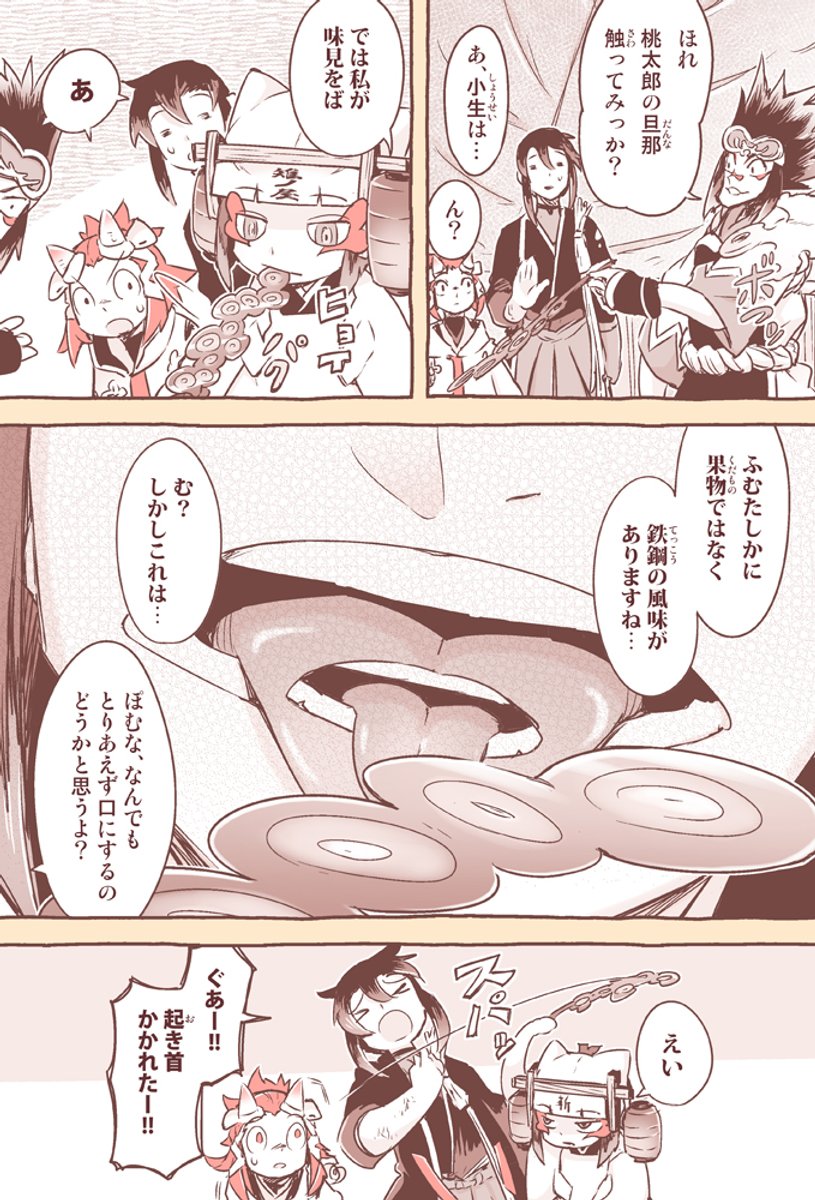 ほれ
桃太郎の旦那
触ってみっか？
あ、小生は…
ん？
ボッ
では私が
味見をば
あ
ヒョイ
グ
ふむたしかに
果物ではなく
鉄鋼の風味が
ありますね…
む？
しかしこれは…
ぽむな、なんでも
とりあえず口にするの
どうかと思うよ？
えい
斬
スパッ
ぐあー!!
起き首
かかれたー!!